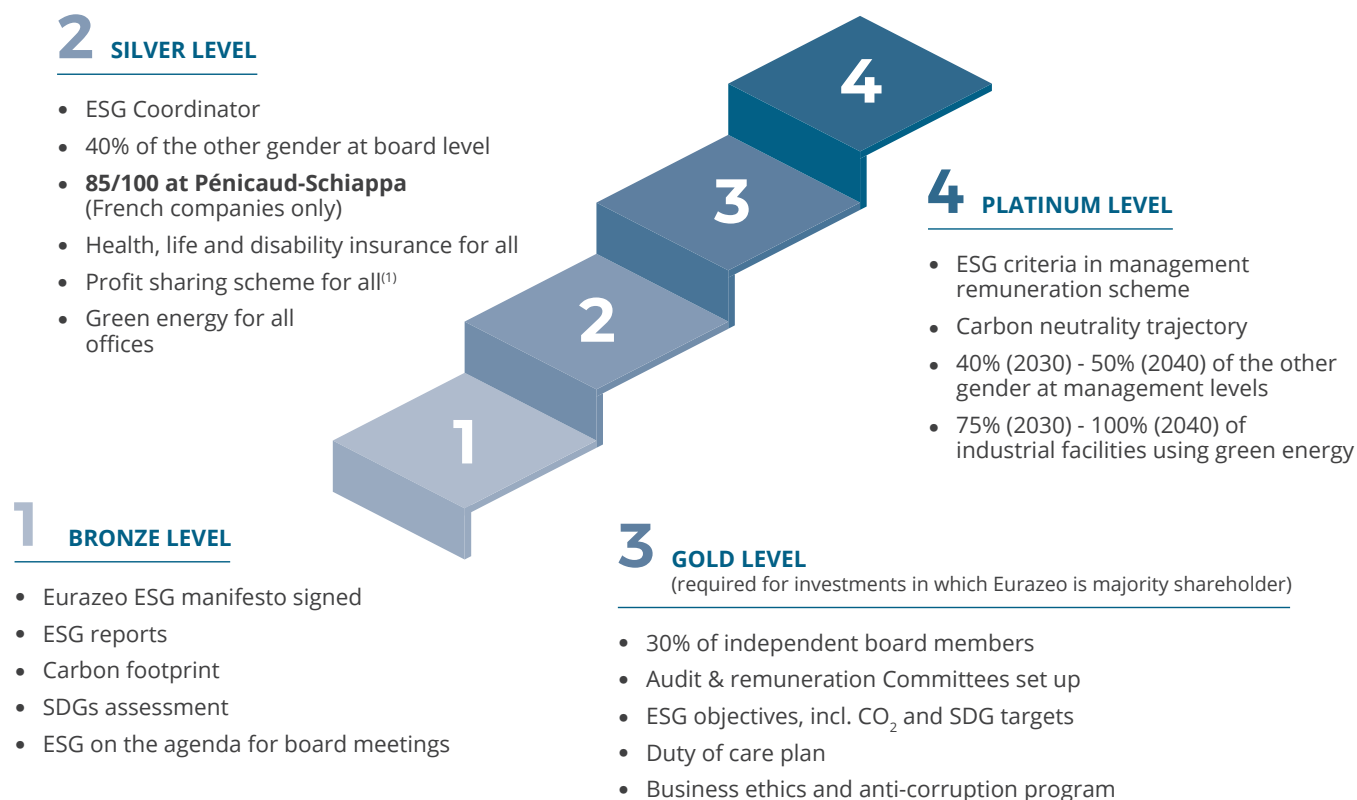 2 SILVER LEVEL
• ESG Coordinator
• 40% of the other gender at board level
• 85/100 at Pénicaud-Schiappa
(French companies only)
• Health, life and disability insurance for all
• Profit sharing scheme for all(1)
• Green energy for all
offices
4
3
2
1
4 PLATINUM LEVEL
• ESG criteria in management
remuneration scheme
• Carbon neutrality trajectory
• 40% (2030) - 50% (2040) of the other
gender at management levels
• 75% (2030) - 100% (2040) of
industrial facilities using green energy
1 BRONZE LEVEL
• Eurazeo ESG manifesto signed
• ESG reports
• Carbon footprint
• SDGs assessment
• ESG on the agenda for board meetings
3 GOLD LEVEL
(required for investments in which Eurazeo is majority shareholder)
• 30% of independent board members
• Audit & remuneration Committees set up
• ESG objectives, incl. CO2 and SDG targets
• Duty of care plan
• Business ethics and anti-corruption program